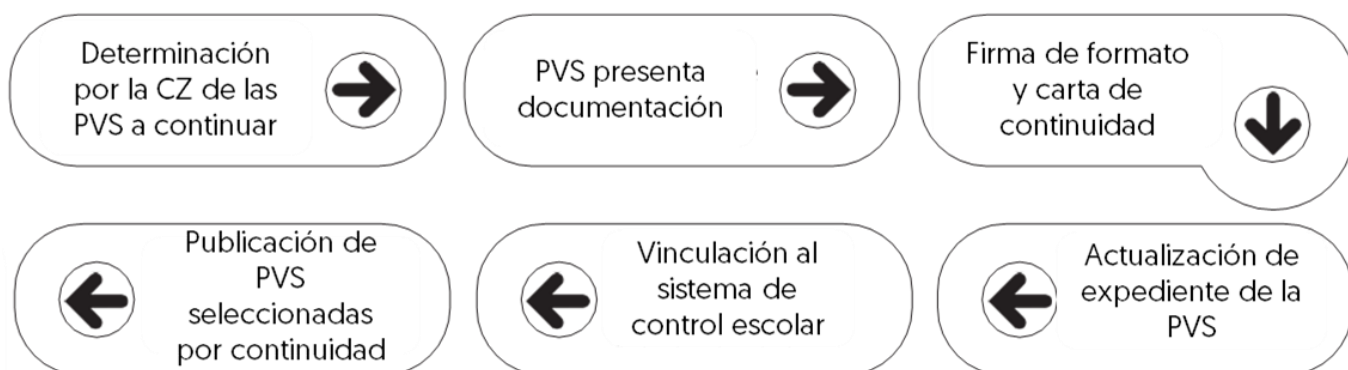 Determinación
por la CZ de las
PVS a continuar
PVS presenta
documentación
Firma de formato
y carta de
continuidad
Actualización de
expediente de la
PVS
Vinculación al
sistema de
control escolar
Publicación de
PVS
seleccionadas
por continuidad